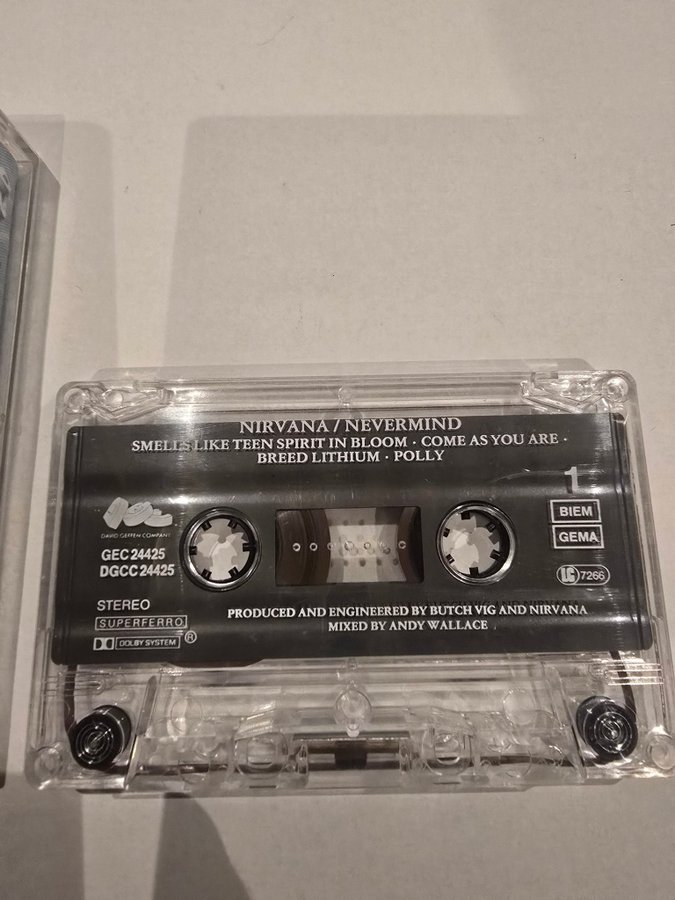 NIRVANA / NEVERMIND
SMELLS LIKE TEEN SPIRIT IN BLOOM · COME AS YOU ARE ·
BREED LITHIUM · POLLY
1
DAVID GEFFEN COMPANY
GEC 24425
DGCC 24425
BIEM
GEMA
LC 7266
STEREO
SUPERFERRO
DOLBY SYSTEM ®
PRODUCED AND ENGINEERED BY BUTCH VIG AND NIRVANA
MIXED BY ANDY WALLACE